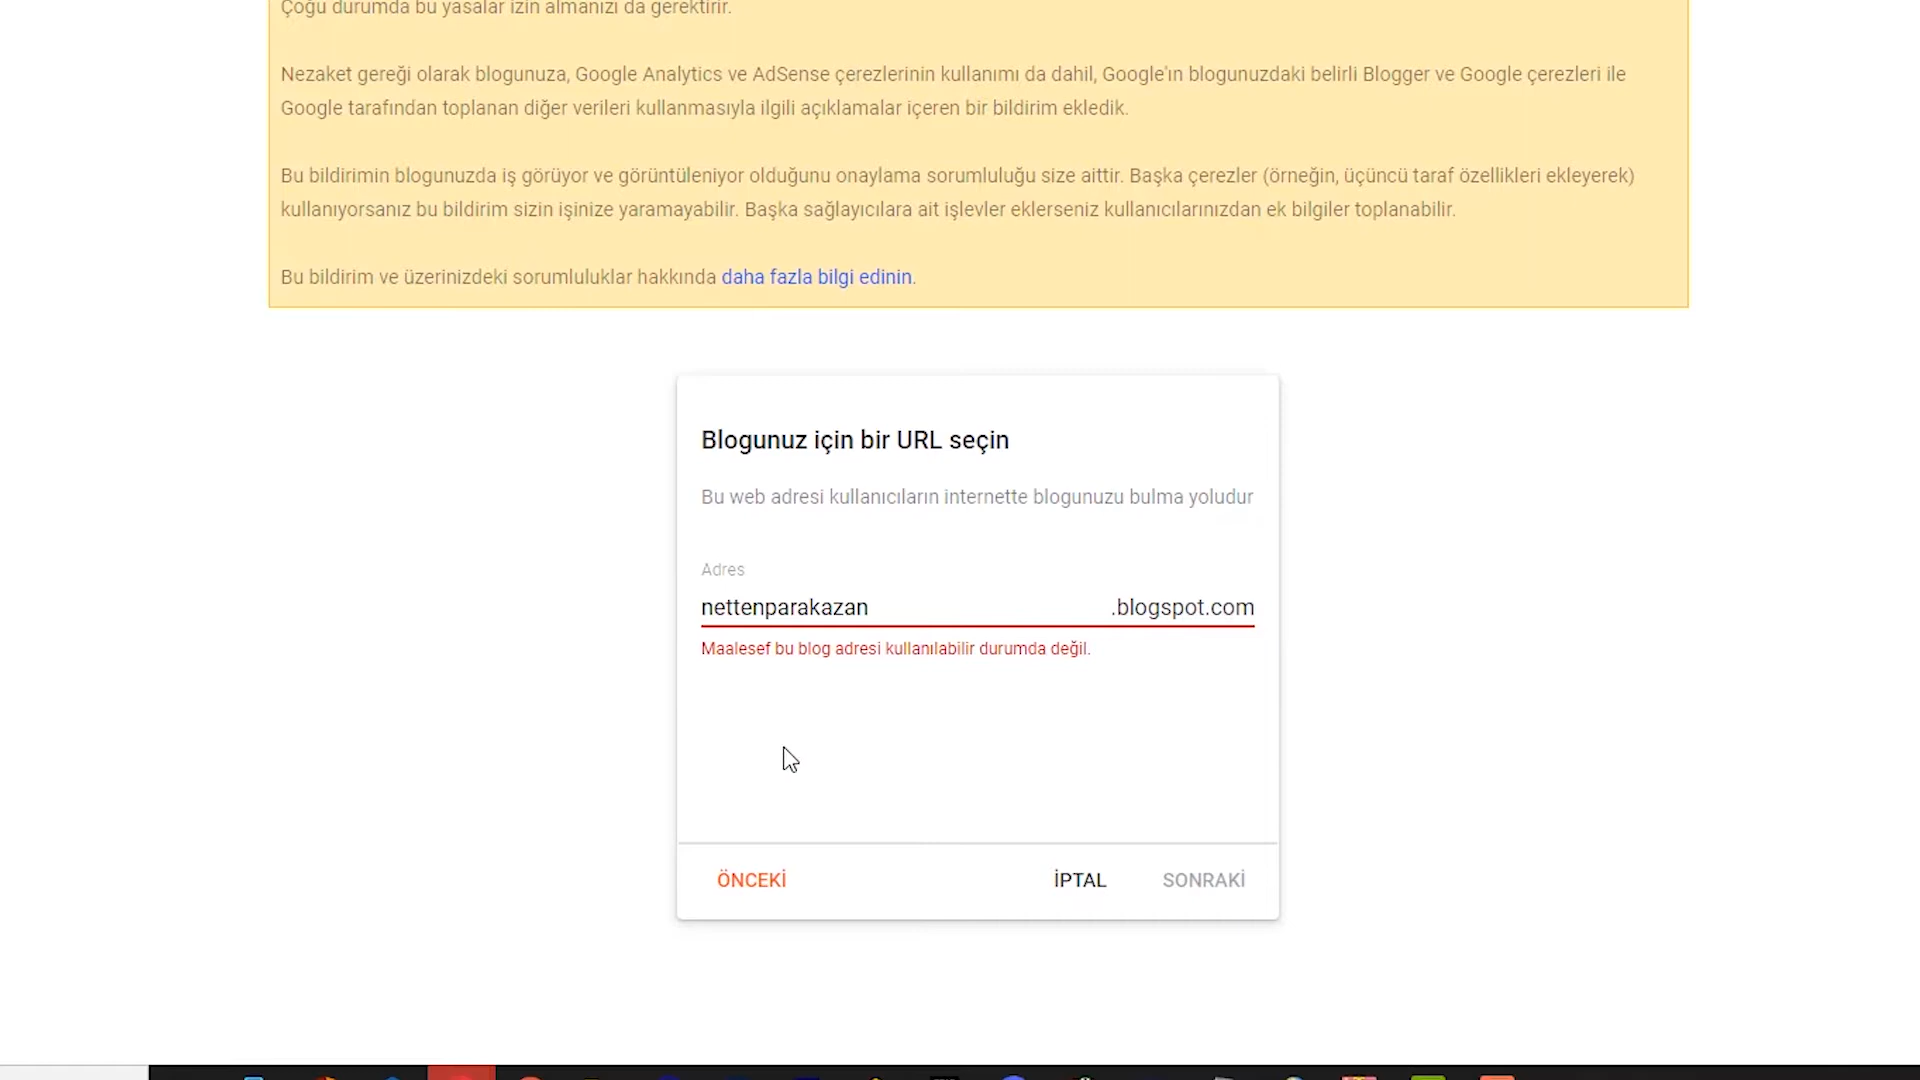 Çoğu durumda bu yasalar izin almanızı da gerektirir.
Nezaket gereği olarak blogunuza, Google Analytics ve AdSense çerezlerinin kullanımı da dahil, Google'ın blogunuzdaki belirli Blogger ve Google çerezleri ile
Google tarafından toplanan diğer verileri kullanmasıyla ilgili açıklamalar içeren bir bildirim ekledik.
Bu bildirimin blogunuzda iş görüyor ve görüntüleniyor olduğunu onaylama sorumluluğu size aittir. Başka çerezler (örneğin, üçüncü taraf özellikleri ekleyerek)
kullanıyorsanız bu bildirim sizin işinize yaramayabilir. Başka sağlayıcılara ait işlevler eklerseniz kullanıcılarınızdan ek bilgiler toplanabilir.
Bu bildirim ve üzerinizdeki sorumluluklar hakkında daha fazla bilgi edinin.
Blogunuz için bir URL seçin
Bu web adresi kullanıcıların internette blogunuzu bulma yoludur
Adres
nettenparakazan .blogspot.com
Maalesef bu blog adresi kullanılabilir durumda değil.
ÖNCEKİ İPTAL SONRAKİ